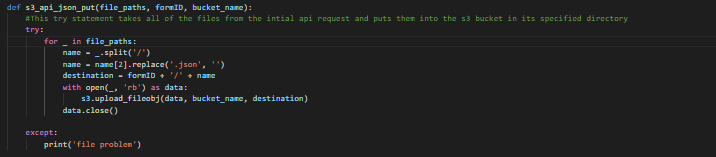 def s3_api_json_put(file_paths, formID, bucket_name):
    #This try statement takes all of the files from the intial api request and puts them into the s3 bucket in its specified directory
    try:
        for _ in file_paths:
            name = _.split('/')
            name = name[2].replace('.json', '')
            destination = formID + '/' + name
            with open(_, 'rb') as data:
                s3.upload_fileobj(data, bucket_name, destination)
            data.close()
    except:
        print('file problem')